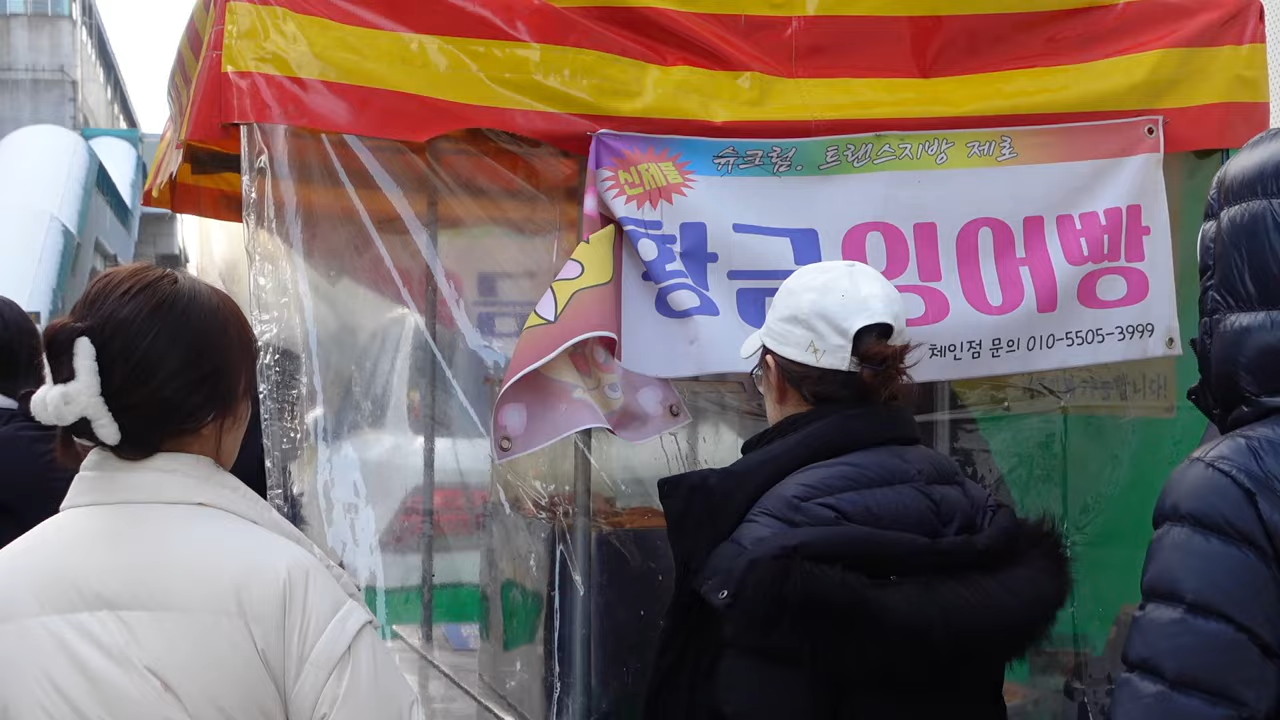 신제품
슈크림. 트랜스지방 제로
황금잉어빵
체인점 문의 010-5505-3999